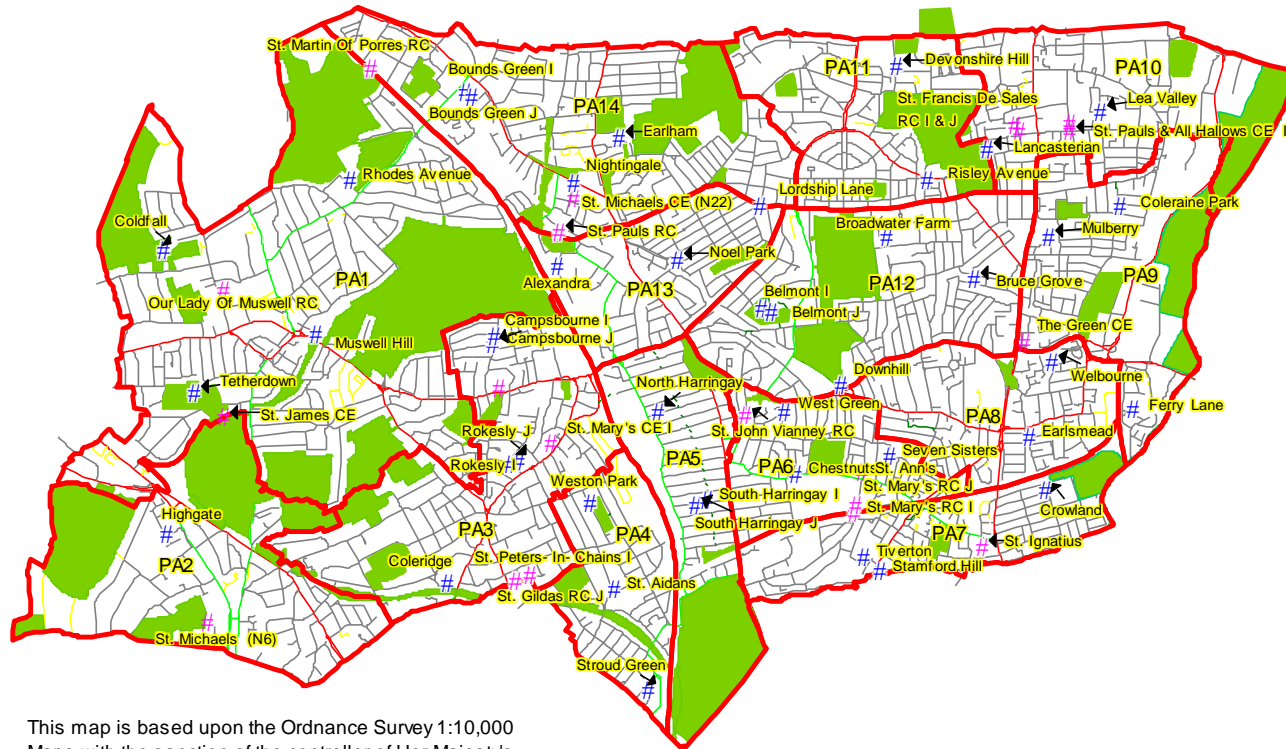 St. Martin Of Porres RC
Bounds Green I
Bounds Green J
PA14
Earlham
Nightingale
PA11
Devonshire Hill
St. Francis De Sales
RC I & J
PA10
Lea Valley
St. Pauls & All Hallows CE I
Lancasterian
Rhodes Avenue
Risley Avenue
Lordship Lane
St. Michaels CE (N22)
Coleraine Park
Coldfall
St. Pauls RC
Broadwater Farm
Mulberry
Noel Park
PA1
Alexandra
PA13
PA12
Bruce Grove
PA9
Our Lady Of Muswell RC
Belmont I
Belmont J
Campsbourne I
Campsbourne J
The Green CE
Muswell Hill
Tetherdown
North Harringay
Downhill
Welbourne
St. James CE
West Green
St. John Vianney RC
PA8
Ferry Lane
Rokesly J
St. Mary's CE I
Earlsmead
Rokesly I
PA5
PA6
Seven Sisters
Chestnuts
St. Ann's
Weston Park
St. Mary's RC J
South Harringay I
St. Mary's RC I
Crowland
Highgate
South Harringay J
PA3
PA4
PA7
St. Ignatius
PA2
Coleridge
St. Peters- In- Chains I
Tiverton
Stamford Hill
St. Gildas RC J
St. Aidans
St. Michaels (N6)
Stroud Green
This map is based upon the Ordnance Survey 1:10,000